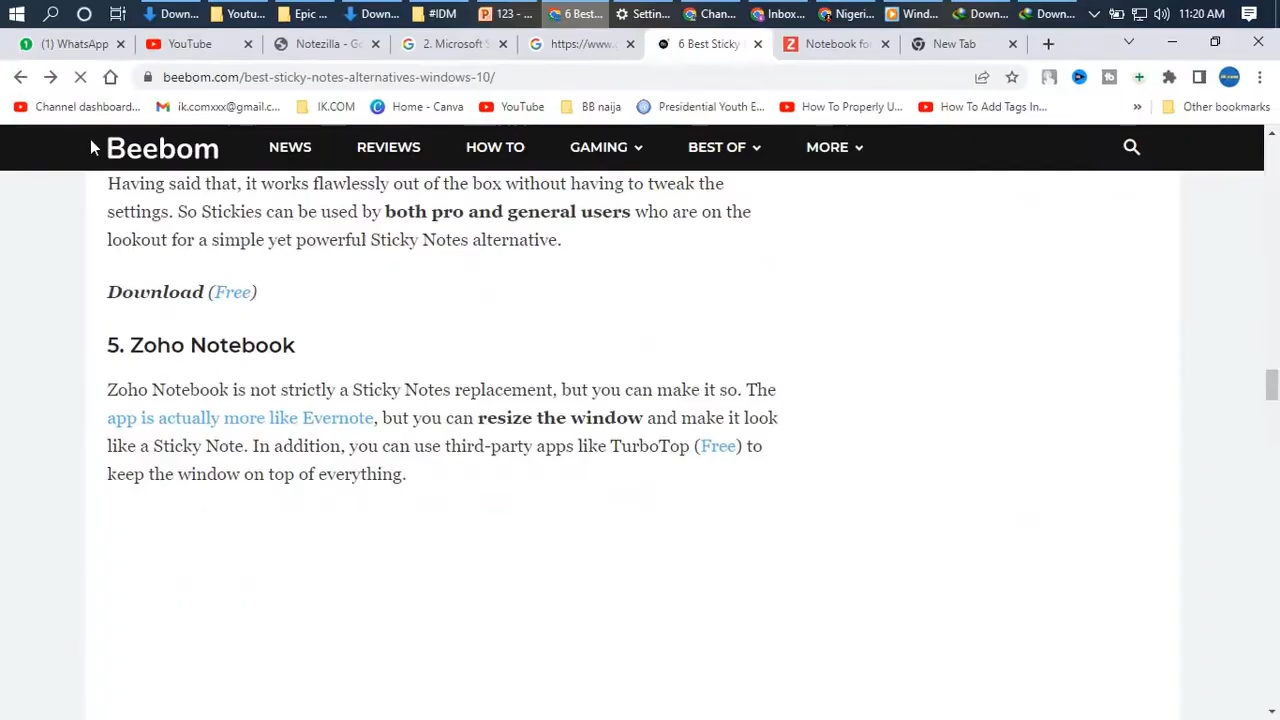 Down...
Youtu...
Epic ...
Down...
#IDM
123 - ...
6 Best...
Settin...
Chan...
Inbox...
Nigeri...
Wind...
Down...
Down...
11:20 AM
(1) WhatsApp
YouTube
Notezilla - Go
2. Microsoft S
https://www.g
6 Best Sticky
Notebook for
New Tab
beebom.com/best-sticky-notes-alternatives-windows-10/
Channel dashboard...
ik.comxxx@gmail.c...
IK.COM
Home - Canva
YouTube
BB naija
Presidential Youth E...
How To Properly U...
How To Add Tags In...
»
Other bookmarks
Beebom
NEWS
REVIEWS
HOW TO
GAMING
BEST OF
MORE
Having said that, it works flawlessly out of the box without having to tweak the
settings. So Stickies can be used by both pro and general users who are on the
lookout for a simple yet powerful Sticky Notes alternative.
Download (Free)
5. Zoho Notebook
Zoho Notebook is not strictly a Sticky Notes replacement, but you can make it so. The
app is actually more like Evernote, but you can resize the window and make it look
like a Sticky Note. In addition, you can use third-party apps like TurboTop (Free) to
keep the window on top of everything.